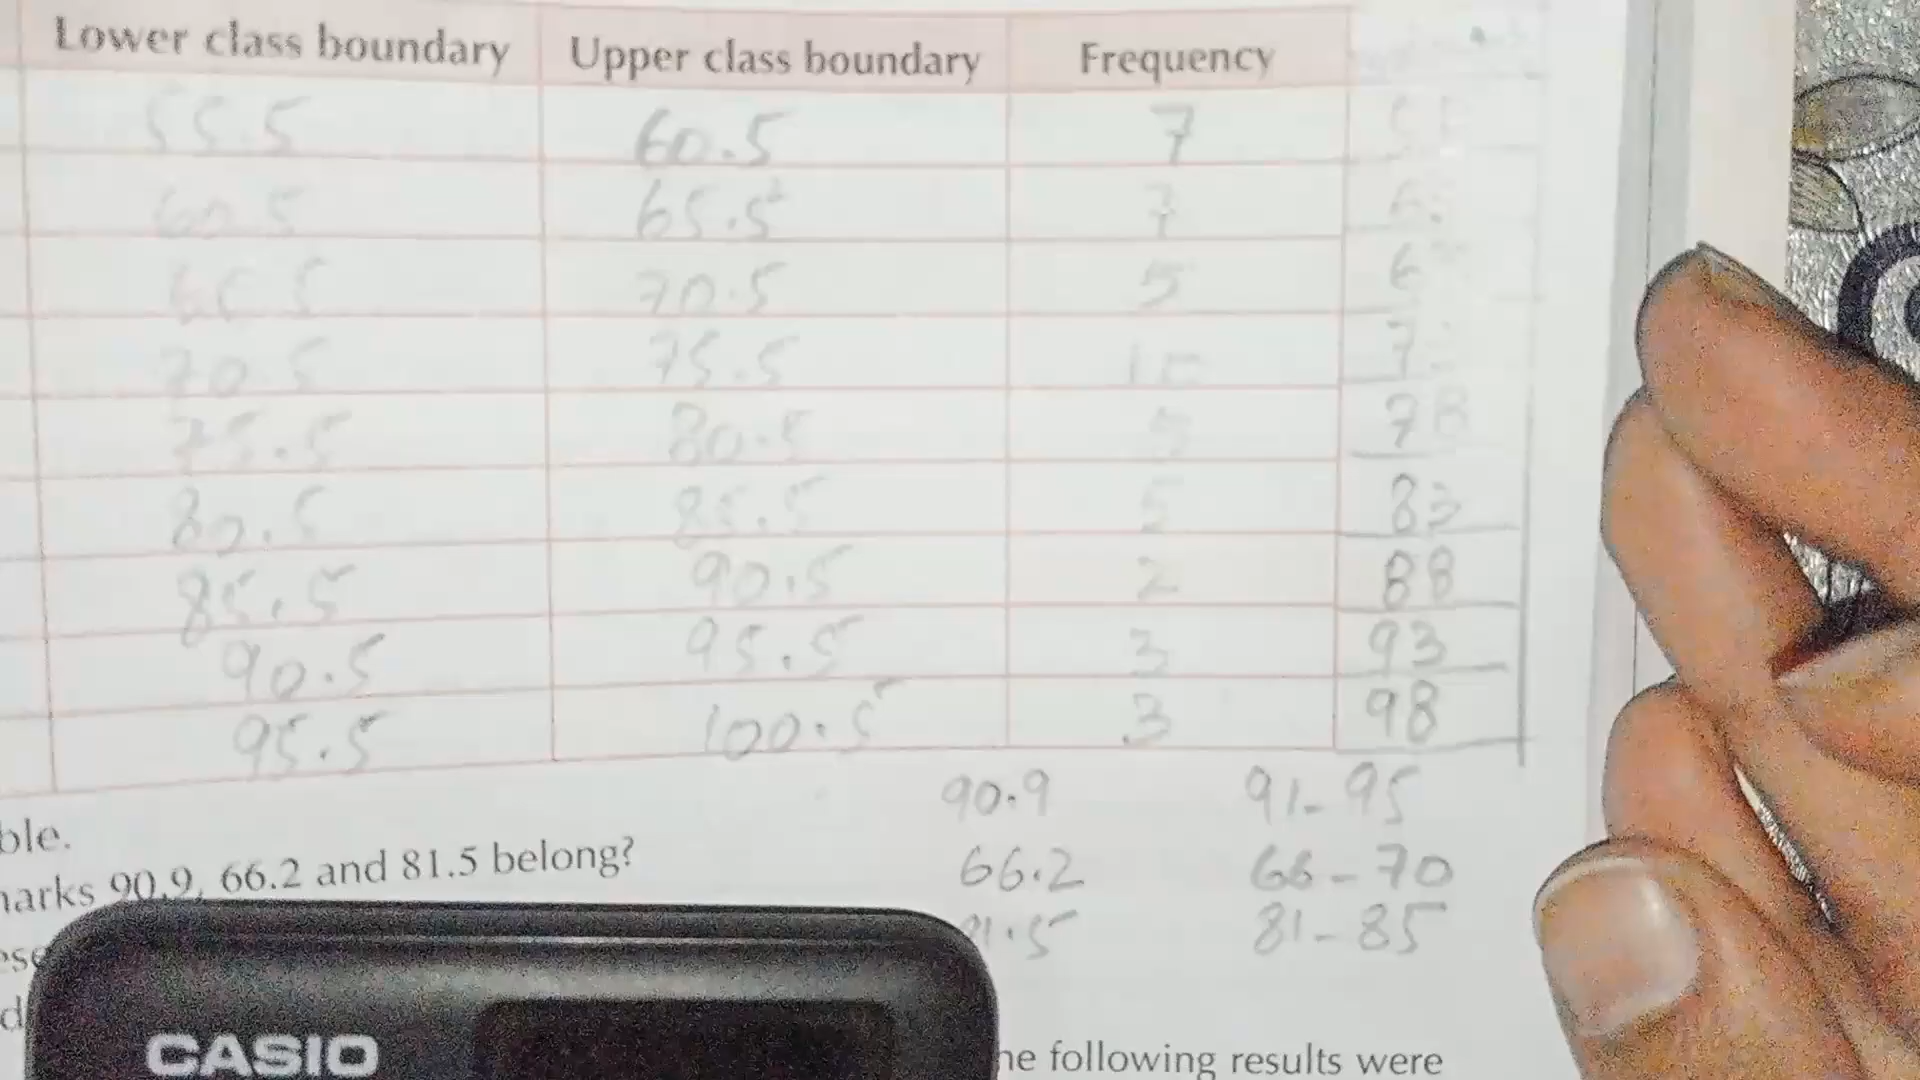 Lower class boundary Upper class boundary Frequency
55.5 60.5 7
60.5 65.5 7
65.5 70.5 5
70.5 75.5
75.5 80.5 5 78
80.5 85.5 5 83
85.5 90.5 2 88
90.5 95.5 3 93
95.5 100.5 3 98
90.9 91-95
ble.
marks 90.9, 66.2 and 81.5 belong?
66.2 66-70
81-85
CASIO
following results were